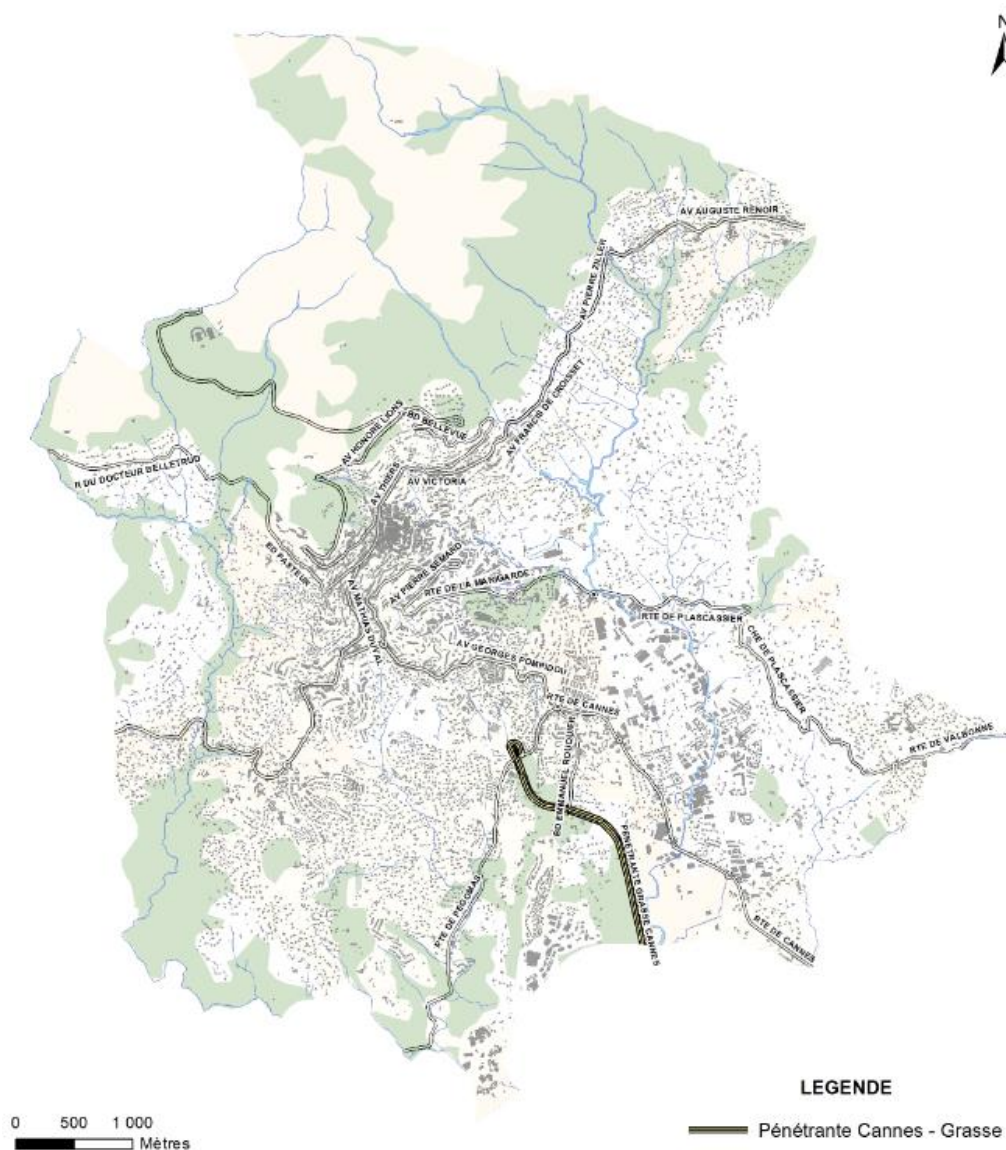 N
AV AUGUSTE RENOIR
AV PIERRE ZILLER
AV FRANCIS DE CROISSET
AV HONORE LIONS
BD BELLEVUE
R DU DOCTEUR BELLETRUD
AV THIERS
AV VICTORIA
BD PASTEUR
AV PIERRE SEMARD
RTE DE LA MARIGARDE
AV MATHIAS DUVAL
RTE DE PLASCASSIER
AV GEORGES POMPIDOU
CHE DE PLASCASSIER
RTE DE CANNES
RTE DE VALBONNE
BD EMMANUEL ROUQUIER
PENETRANTE GRASSE CANNES
RTE DE PEGOMAS
RTE DE CANNES
LEGENDE
0 500 1 000
Mètres
Pénétrante Cannes - Grasse